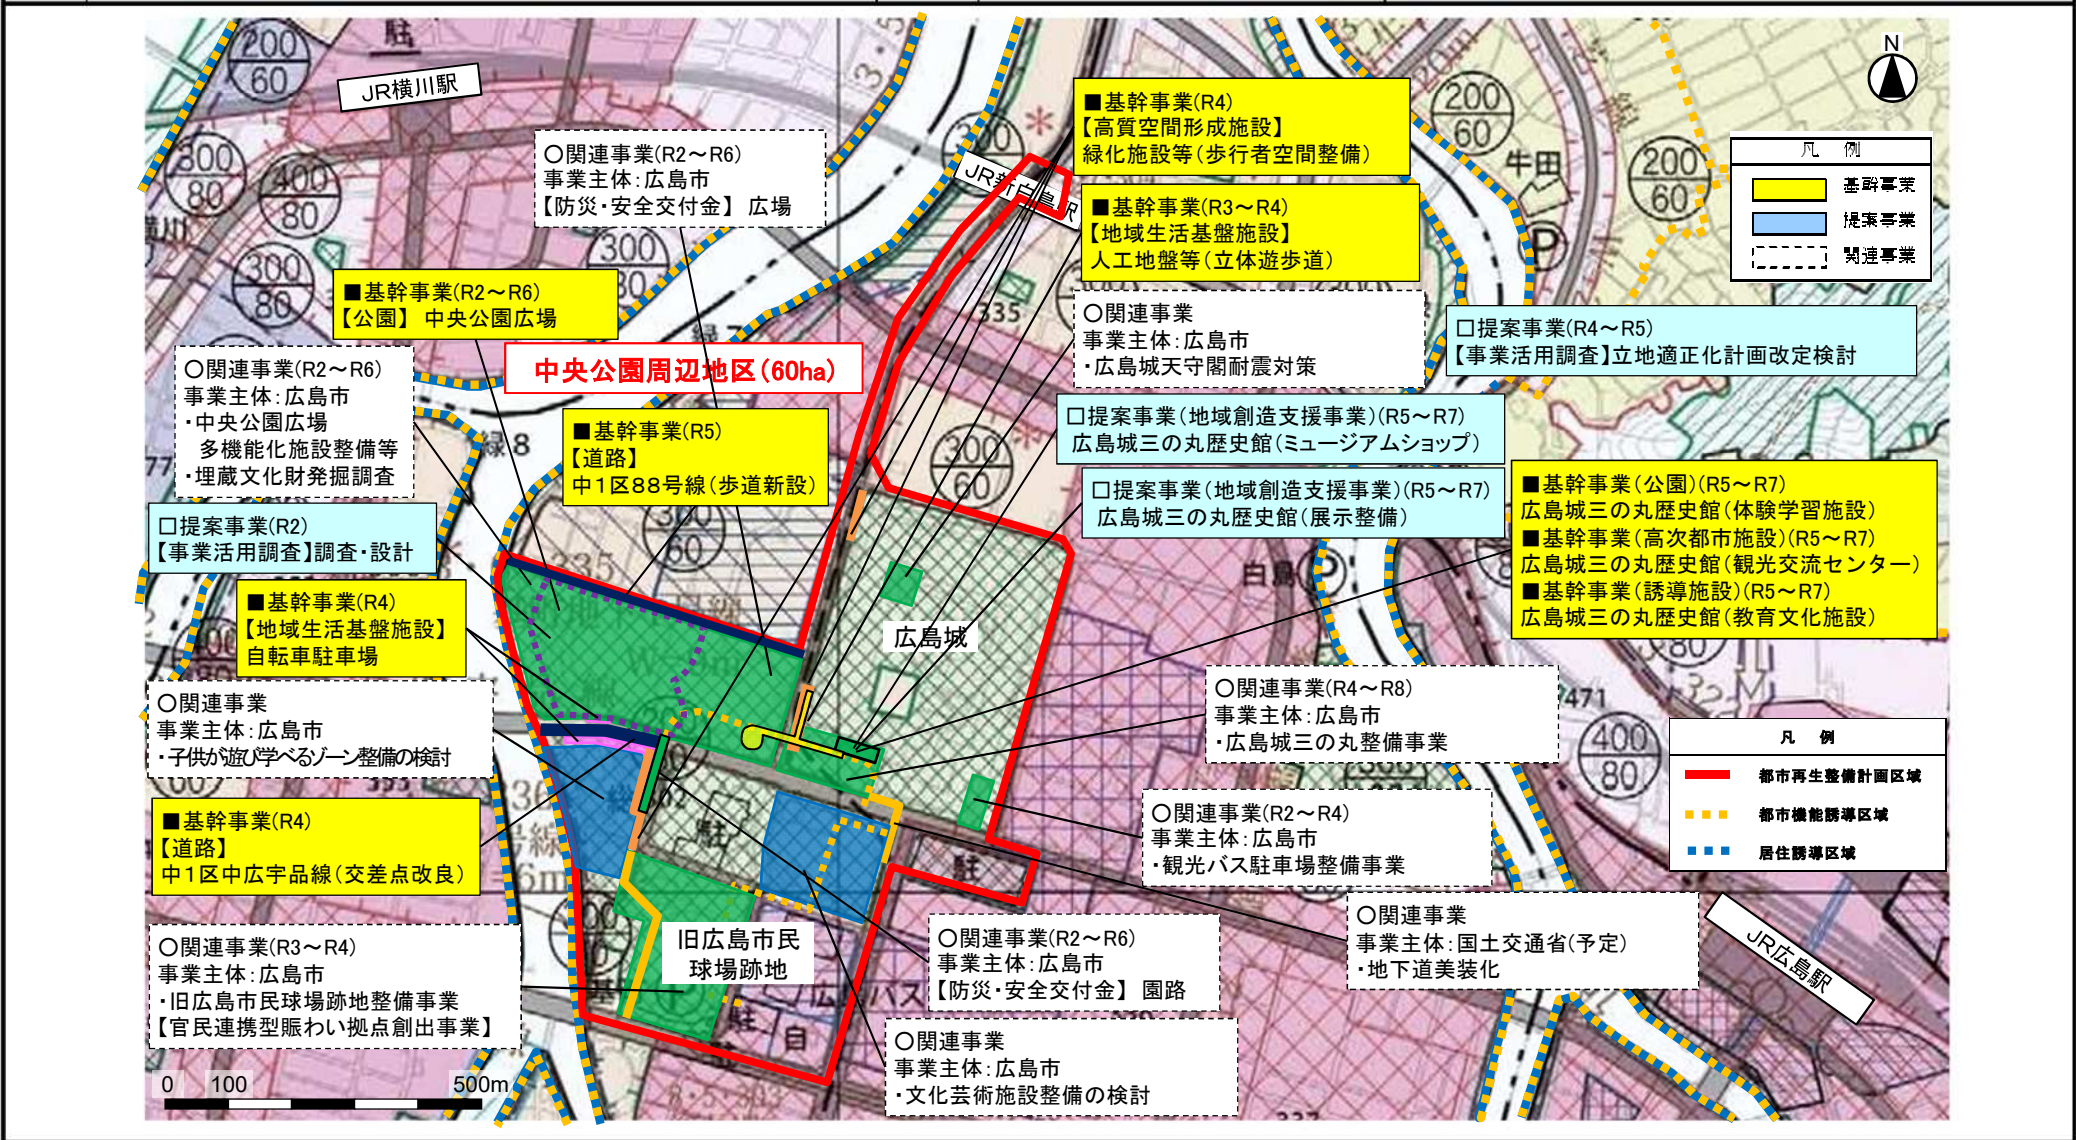 JR横川駅
N
凡 例
基幹事業
提案事業
関連事業
■基幹事業(R4)
【高質空間形成施設】
緑化施設等(歩行者空間整備)
○関連事業(R2～R6)
事業主体:広島市
【防災・安全交付金】 広場
JR新白島駅
■基幹事業(R3～R4)
【地域生活基盤施設】
人工地盤等(立体遊歩道)
■基幹事業(R2～R6)
【公園】 中央公園広場
○関連事業
事業主体:広島市
・広島城天守閣耐震対策
□提案事業(R4～R5)
【事業活用調査】立地適正化計画改定検討
中央公園周辺地区(60ha)
○関連事業(R2～R6)
事業主体:広島市
・中央公園広場
多機能化施設整備等
・埋蔵文化財発掘調査
■基幹事業(R5)
【道路】
中1区88号線(歩道新設)
□提案事業(地域創造支援事業)(R5～R7)
広島城三の丸歴史館(ミュージアムショップ)
□提案事業(地域創造支援事業)(R5～R7)
広島城三の丸歴史館(展示整備)
■基幹事業(公園)(R5～R7)
広島城三の丸歴史館(体験学習施設)
■基幹事業(高次都市施設)(R5～R7)
広島城三の丸歴史館(観光交流センター)
■基幹事業(誘導施設)(R5～R7)
広島城三の丸歴史館(教育文化施設)
□提案事業(R2)
【事業活用調査】調査・設計
■基幹事業(R4)
【地域生活基盤施設】
自転車駐車場
広島城
○関連事業
事業主体:広島市
・子供が遊び学べるゾーン整備の検討
○関連事業(R4～R8)
事業主体:広島市
・広島城三の丸整備事業
凡 例
都市再生整備計画区域
都市機能誘導区域
居住誘導区域
■基幹事業(R4)
【道路】
中1区中広宇品線(交差点改良)
○関連事業(R2～R4)
事業主体:広島市
・観光バス駐車場整備事業
○関連事業(R3～R4)
事業主体:広島市
・旧広島市民球場跡地整備事業
【官民連携型賑わい拠点創出事業】
旧広島市民
球場跡地
○関連事業(R2～R6)
事業主体:広島市
【防災・安全交付金】 園路
○関連事業
事業主体:国土交通省(予定)
・地下道美装化
JR広島駅
○関連事業
事業主体:広島市
・文化芸術施設整備の検討
0 100 500m
200
60
300
80
400
80
300
80
300
80
200
60
200
60
牛田
335
緑8
300
60
300
60
白島
335
471
400
80
駐
駐
駐
自